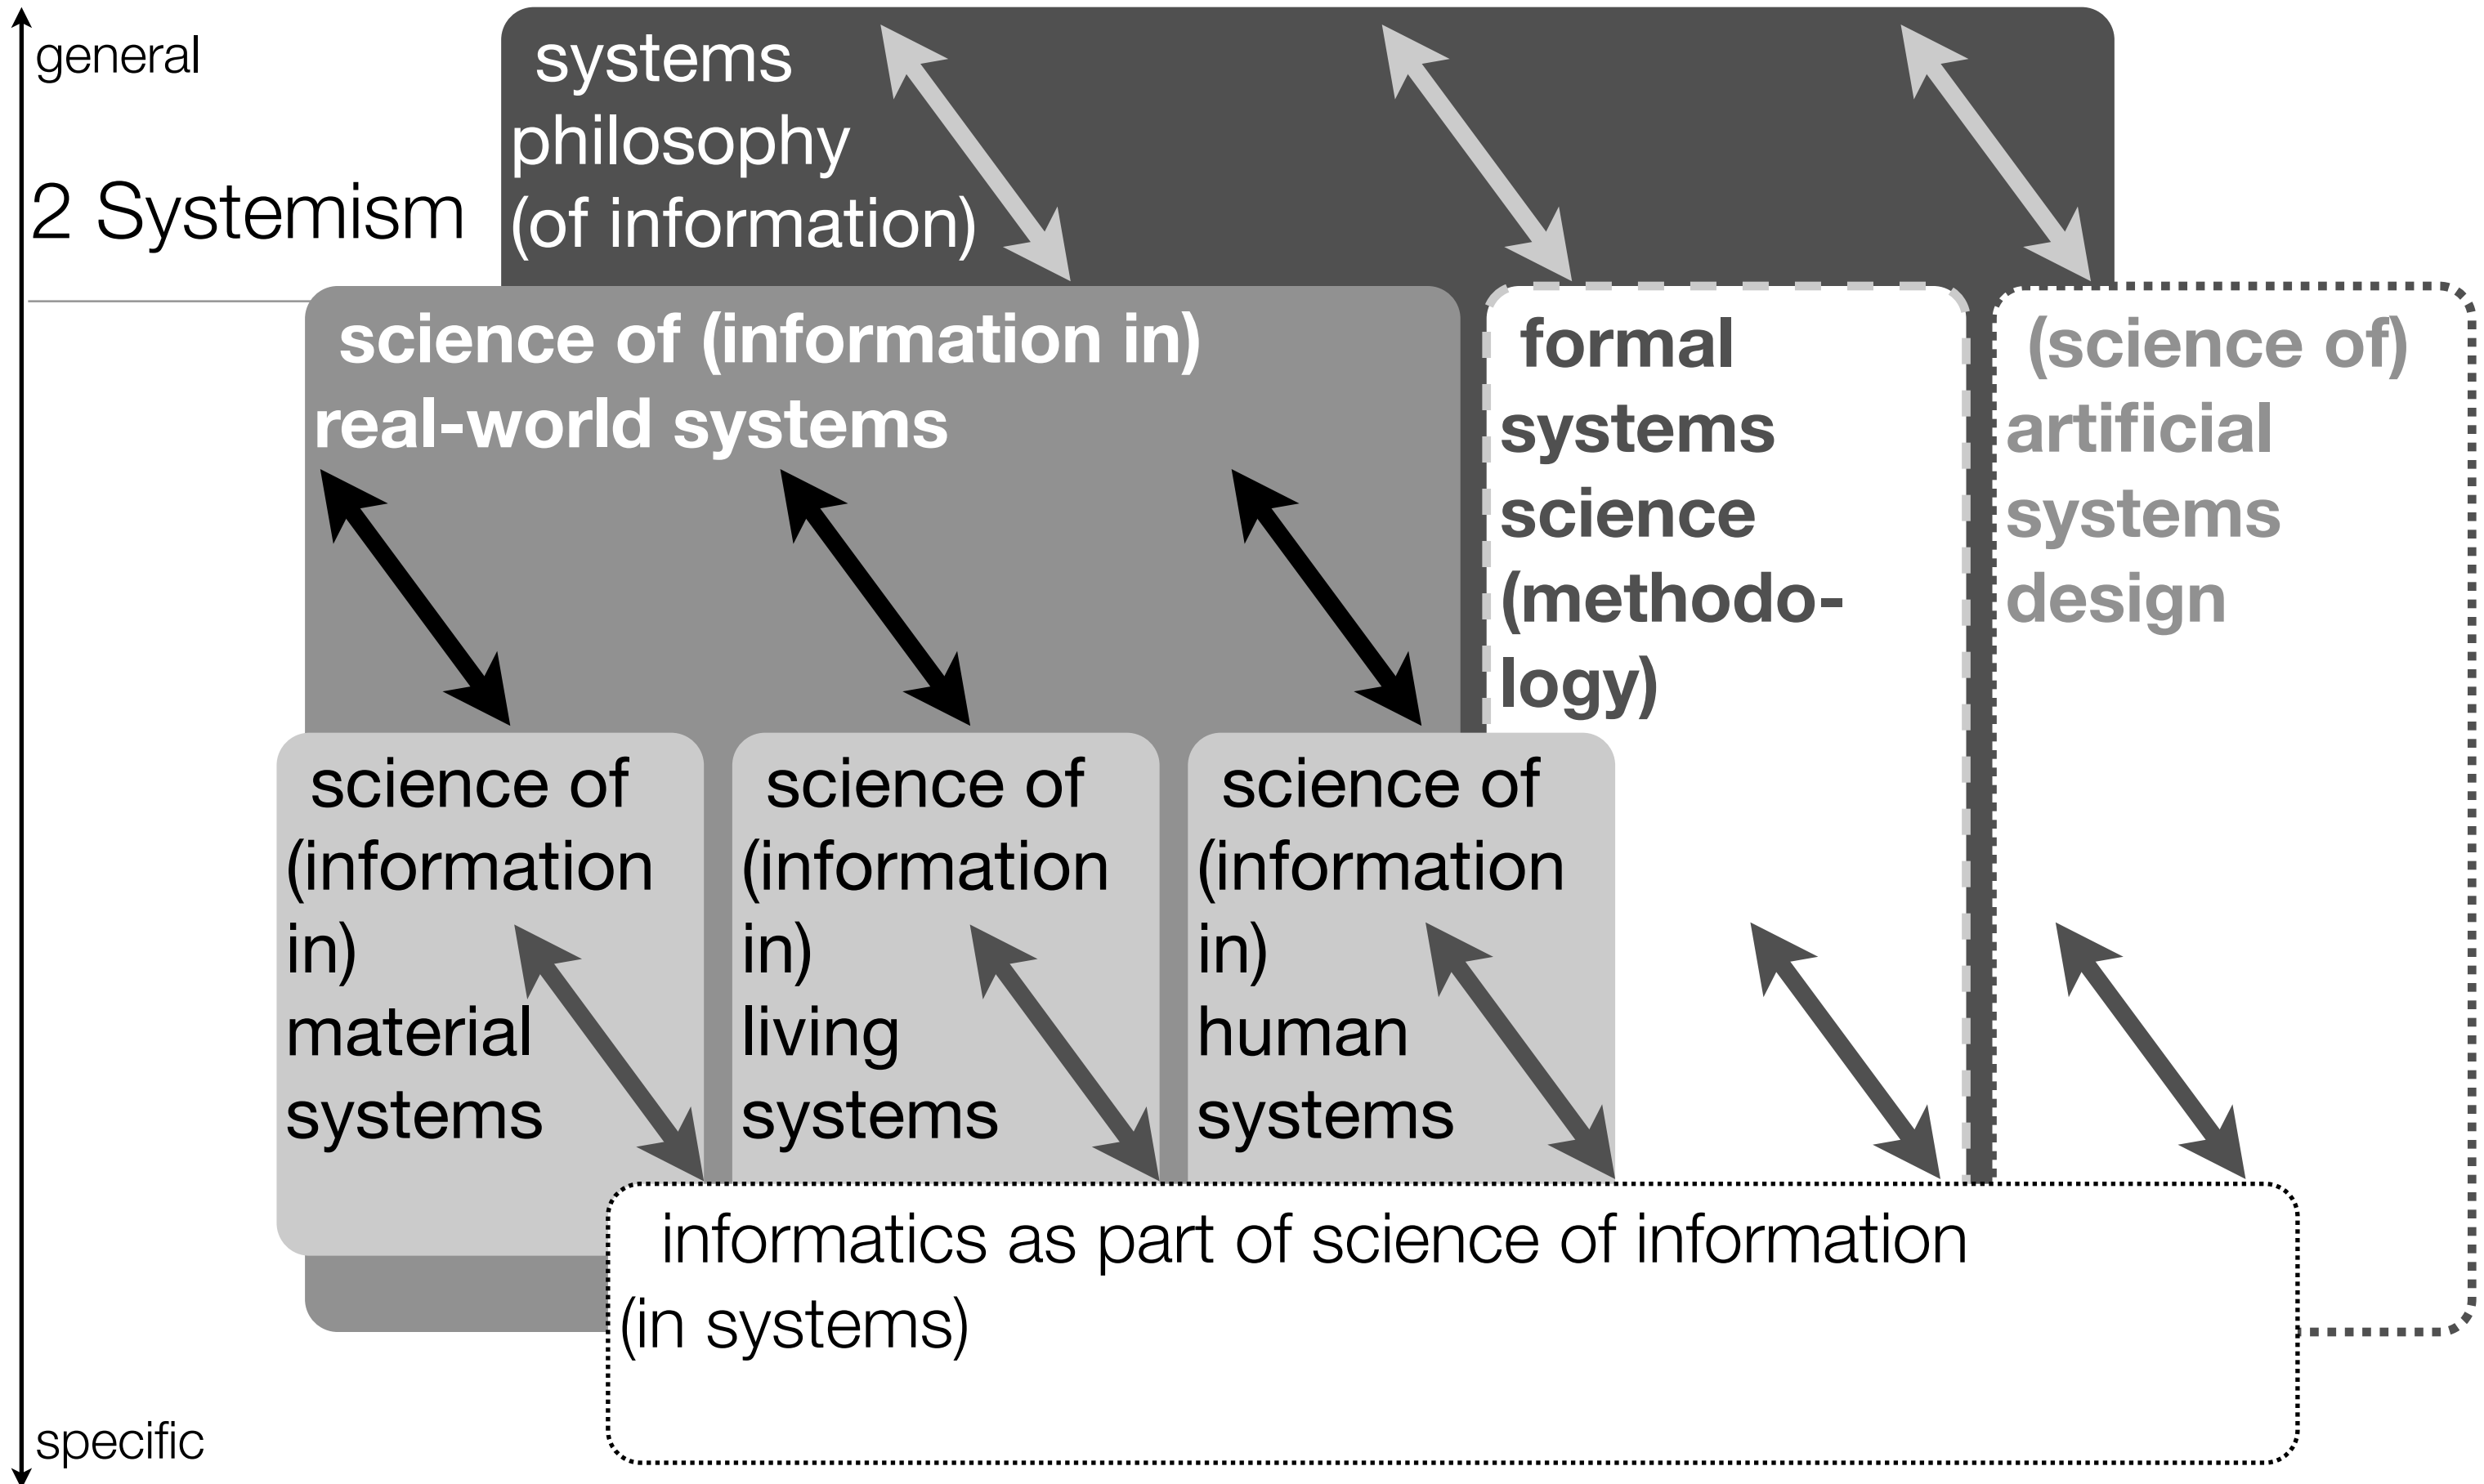 general
2 Systemism
systems
philosophy
(of information)
science of (information in)
real-world systems
formal
systems
science
(methodo-
logy)
(science of)
artificial
systems
design
science of
(information
in)
material
systems
science of
(information
in)
living
systems
science of
(information
in)
human
systems
informatics as part of science of information
(in systems)
specific